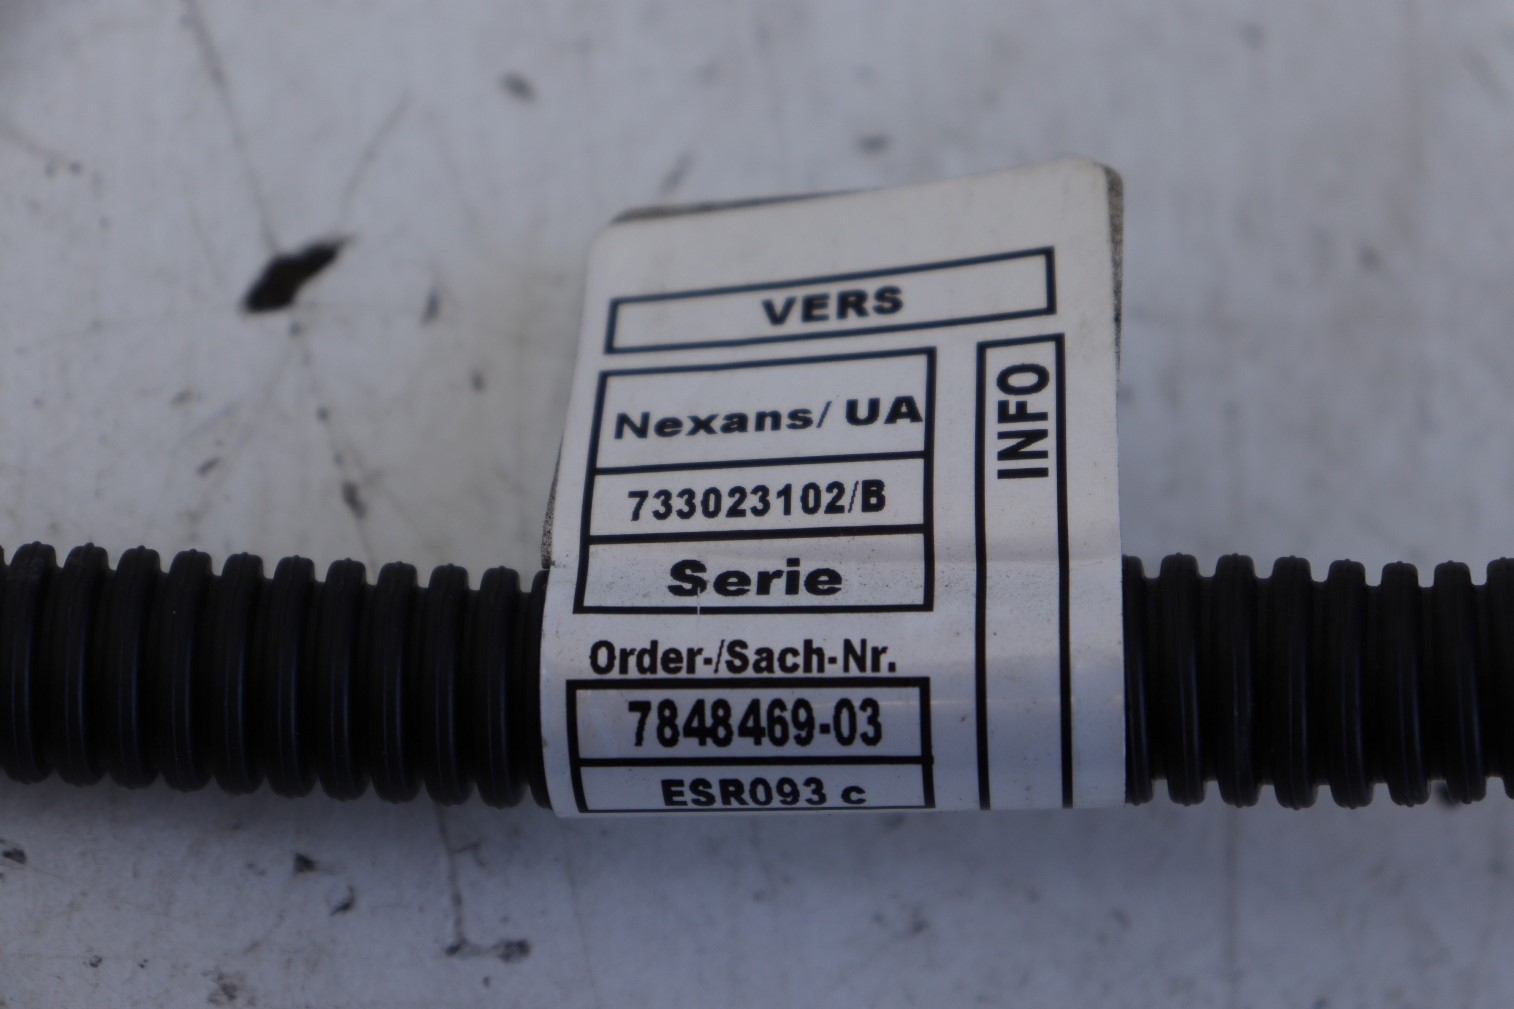 VERS
Nexans/ UA
733023102/B
Serie
INFO
Order-/Sach-Nr.
7848469-03
ESR093 c